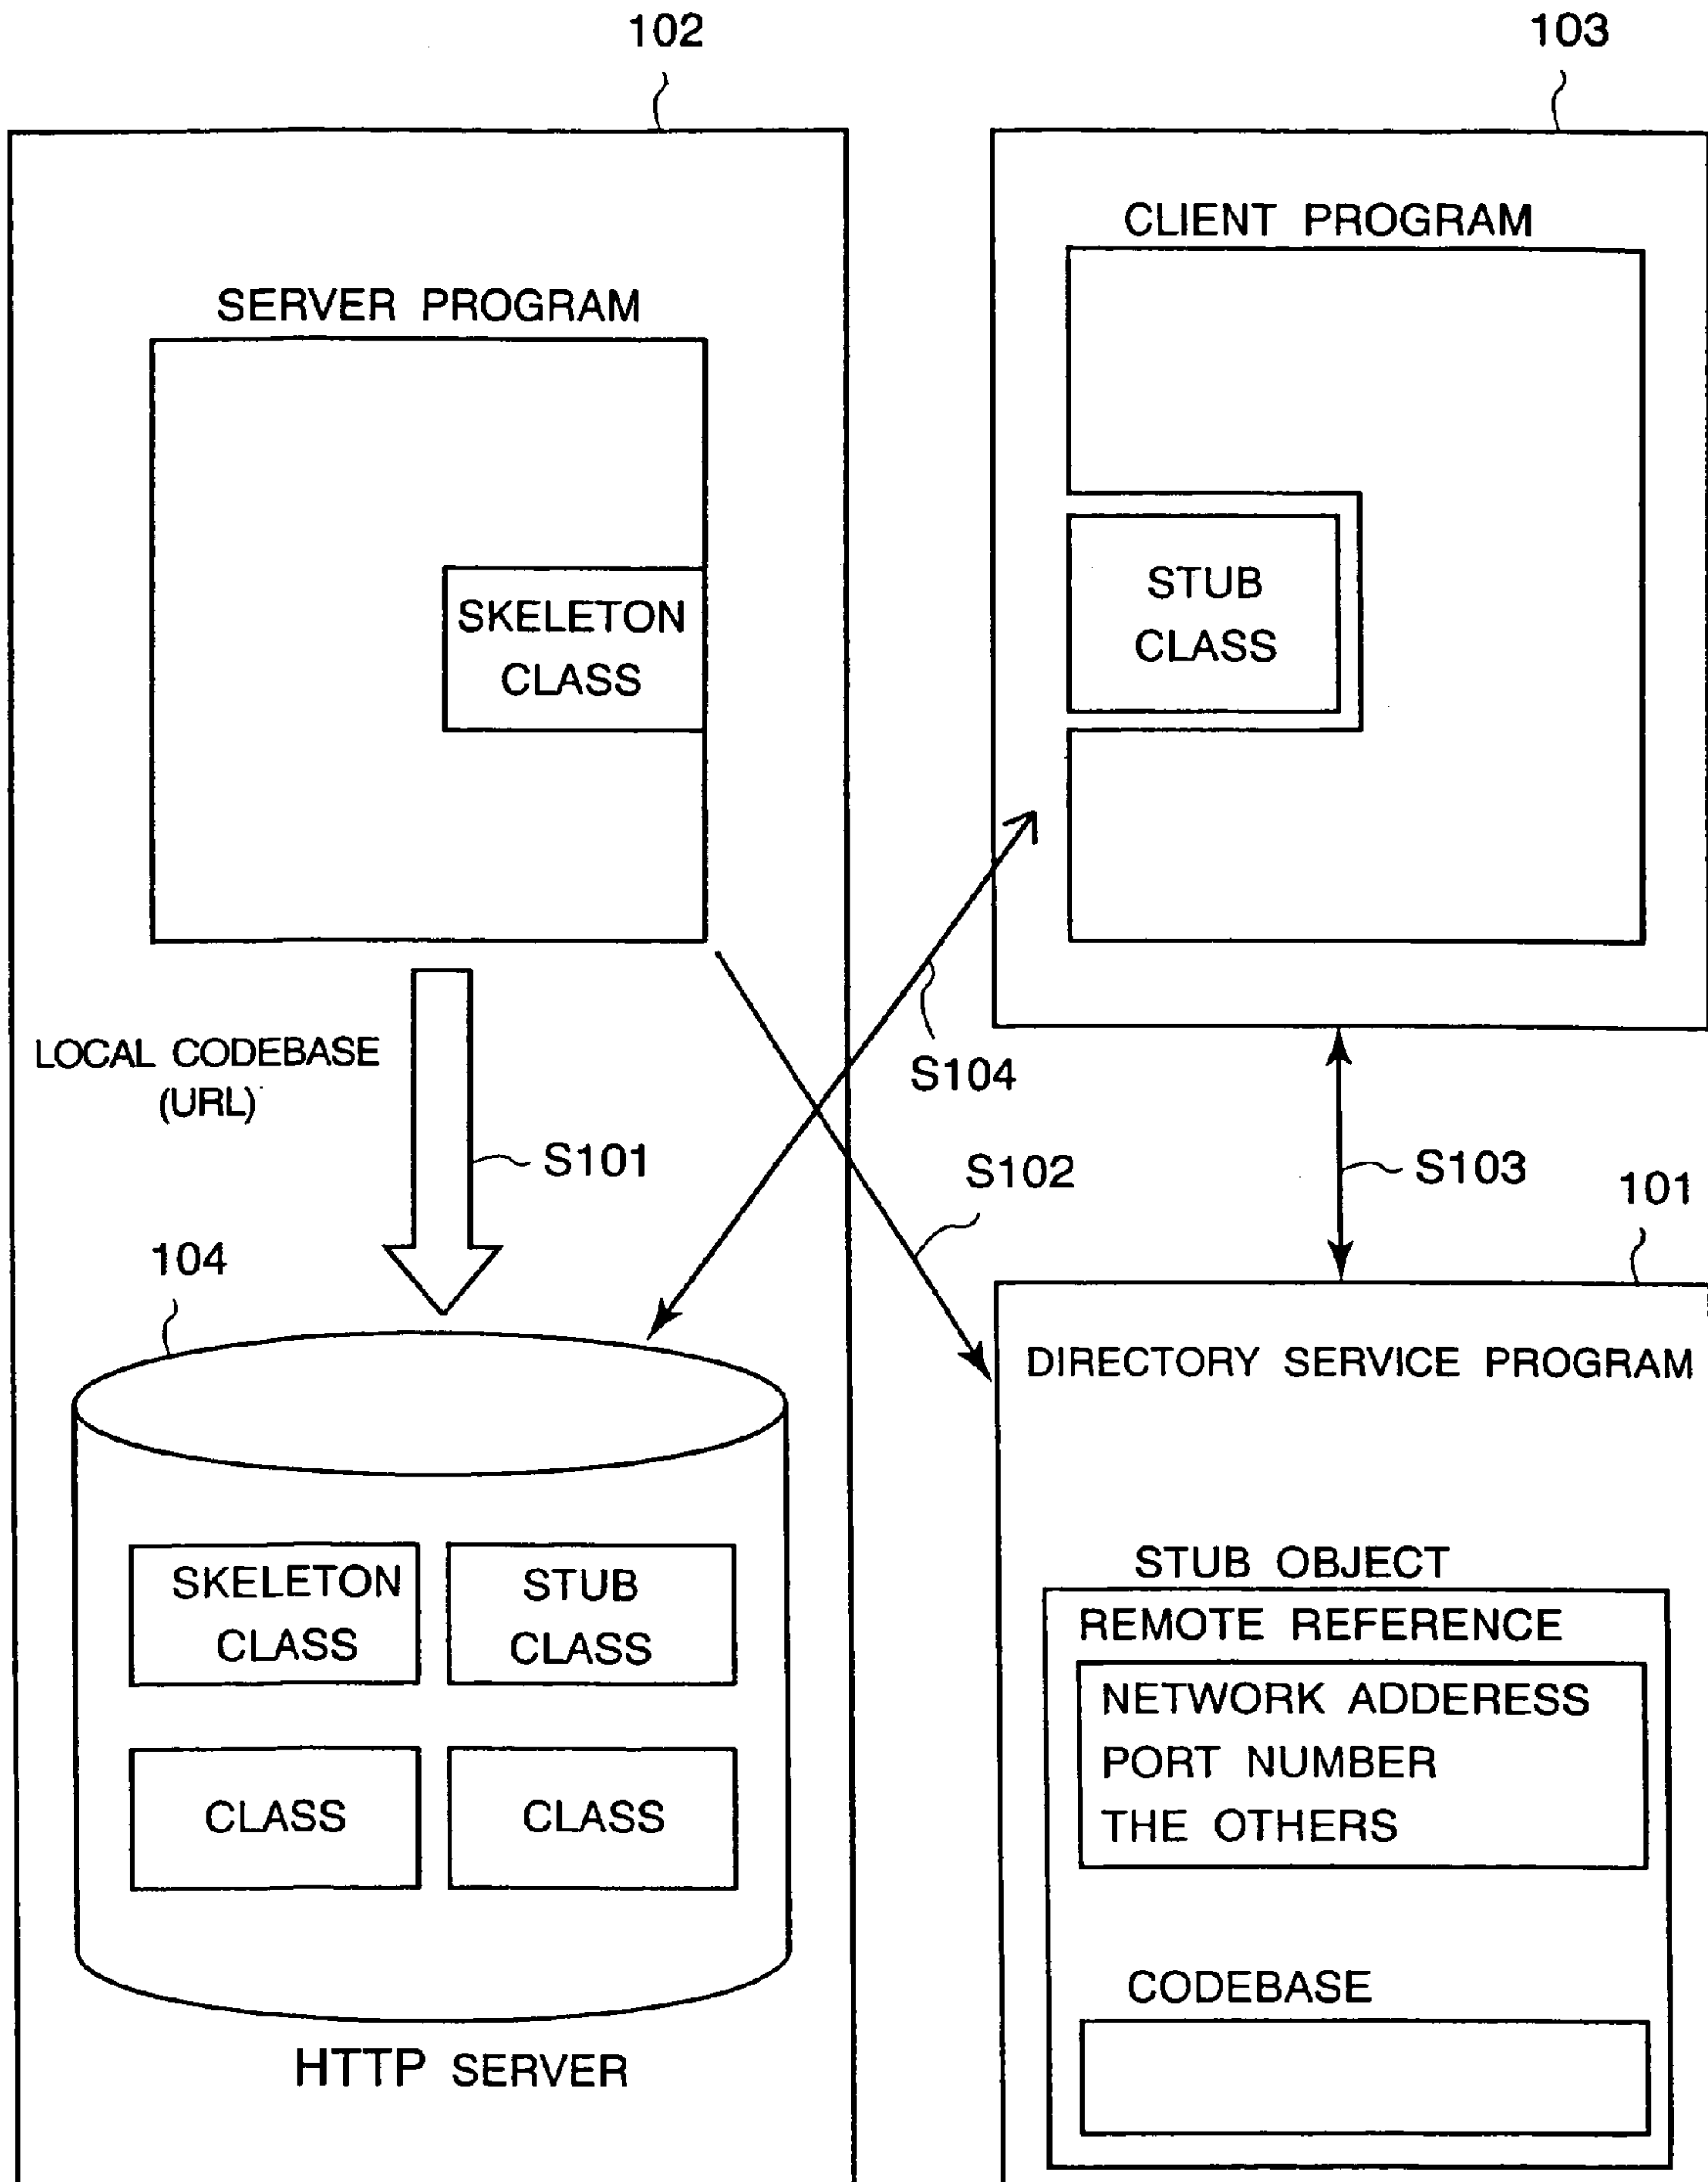 102
103
CLIENT PROGRAM
SERVER PROGRAM
STUB
CLASS
SKELETON
CLASS
LOCAL CODEBASE
(URL)
S104
S101
S102
S103
101
104
DIRECTORY SERVICE PROGRAM
STUB OBJECT
REMOTE REFERENCE
NETWORK ADDERESS
PORT NUMBER
THE OTHERS
SKELETON
CLASS
STUB
CLASS
CLASS
CLASS
CODEBASE
HTTP SERVER